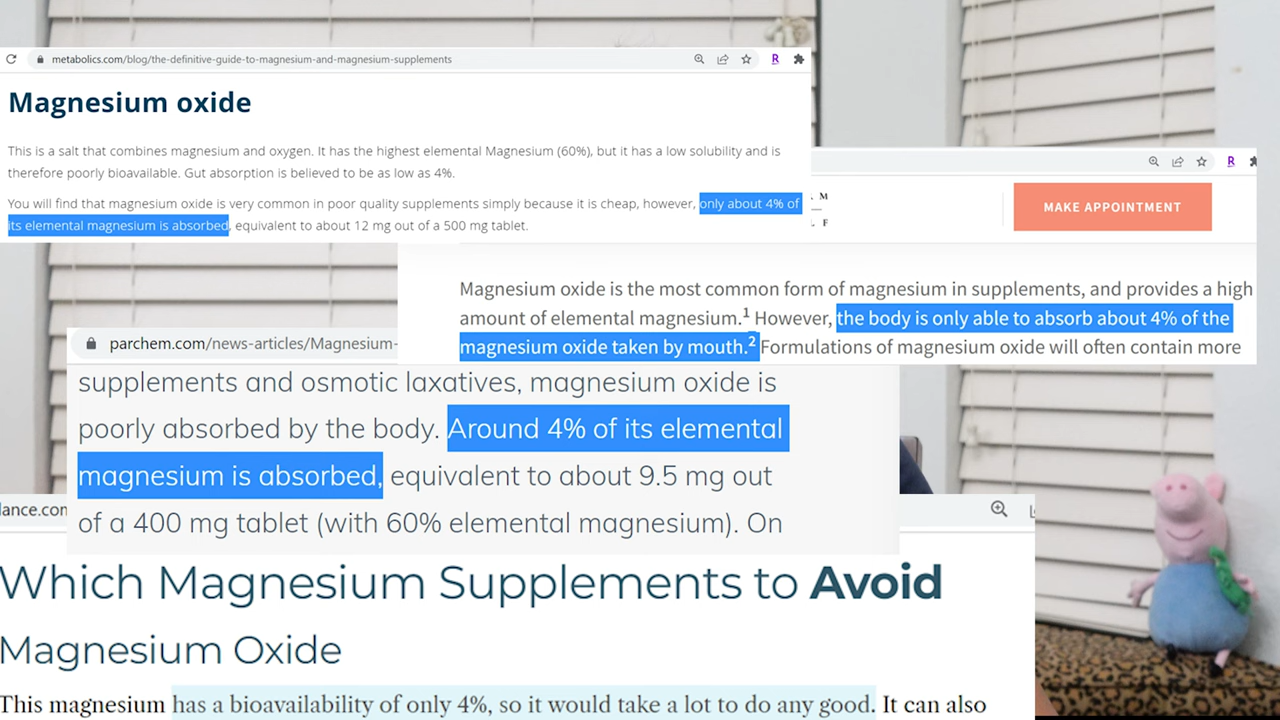 metabolics.com/blog/the-definitive-guide-to-magnesium-and-magnesium-supplements
R
Magnesium oxide
This is a salt that combines magnesium and oxygen. It has the highest elemental Magnesium (60%), but it has a low solubility and is
therefore poorly bioavailable. Gut absorption is believed to be as low as 4%.
You will find that magnesium oxide is very common in poor quality supplements simply because it is cheap, however, only about 4% of
its elemental magnesium is absorbed, equivalent to about 12 mg out of a 500 mg tablet.
R
M
F
MAKE APPOINTMENT
Magnesium oxide is the most common form of magnesium in supplements, and provides a high
amount of elemental magnesium.1 However, the body is only able to absorb about 4% of the
magnesium oxide taken by mouth.2 Formulations of magnesium oxide will often contain more
parchem.com/news-articles/Magnesium-
supplements and osmotic laxatives, magnesium oxide is
poorly absorbed by the body. Around 4% of its elemental
magnesium is absorbed, equivalent to about 9.5 mg out
of a 400 mg tablet (with 60% elemental magnesium). On
lance.com
Which Magnesium Supplements to Avoid
Magnesium Oxide
This magnesium has a bioavailability of only 4%, so it would take a lot to do any good. It can also